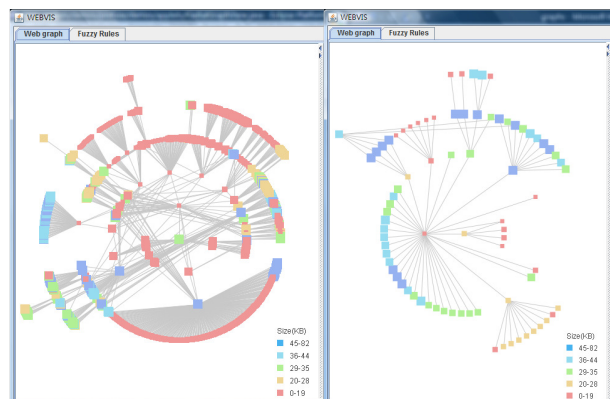 WEBVIS
Web graph Fuzzy Rules
Size(KB)
45-82
36-44
29-35
20-28
0-19
WEBVIS
Web graph Fuzzy Rules
Size(KB)
45-82
36-44
29-35
20-28
0-19